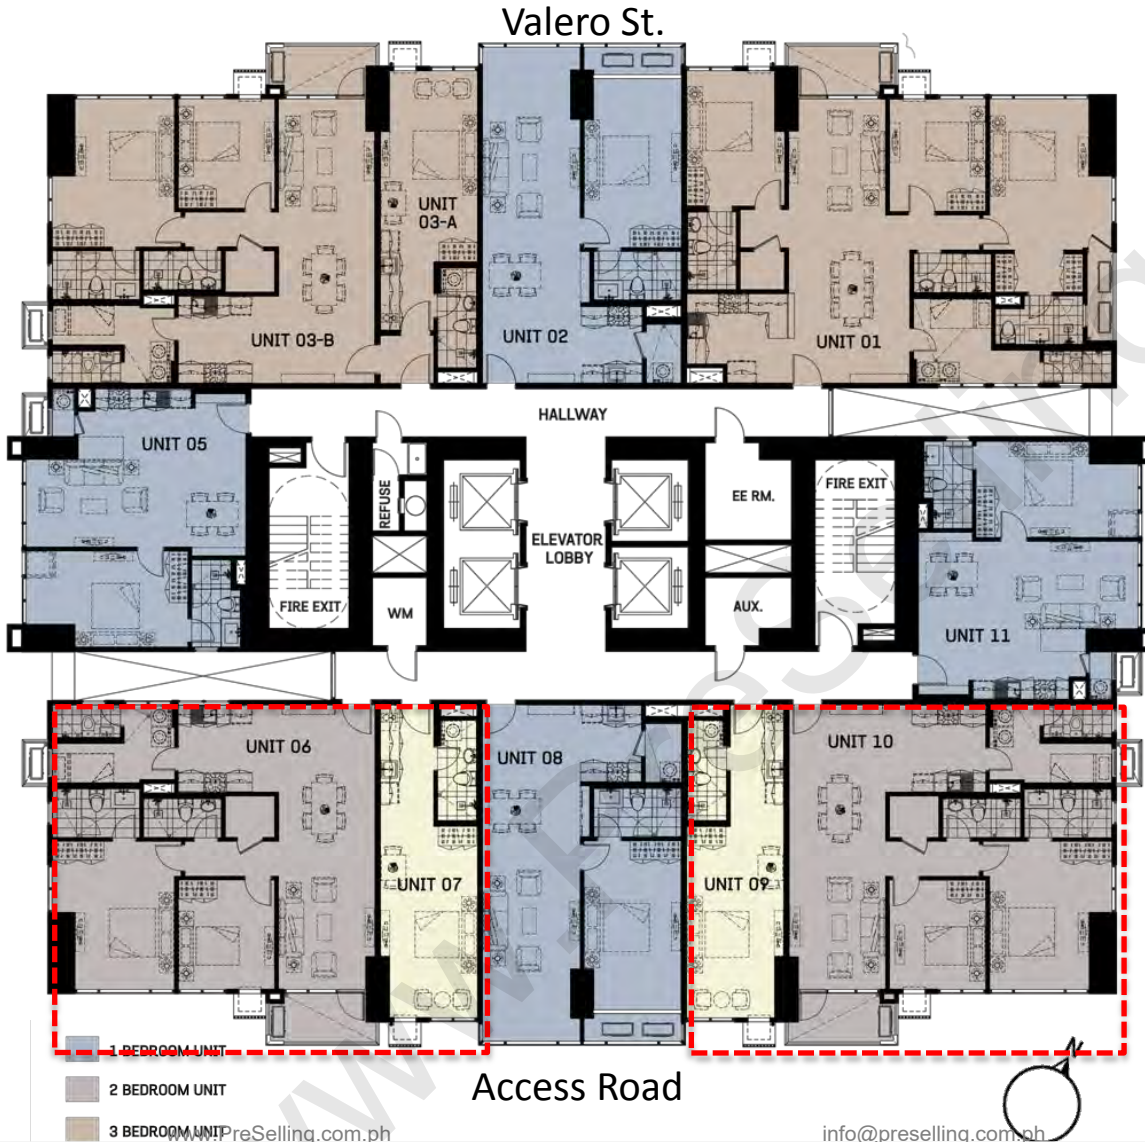 Valero St.
UNIT
03-A
UNIT 03-B
UNIT 02
UNIT 01
HALLWAY
UNIT 05
REFUSE
EE RM.
FIRE EXIT
ELEVATOR
LOBBY
FIRE EXIT
WM
AUX.
UNIT 11
UNIT 06
UNIT 08
UNIT 10
UNIT 07
UNIT 09
1 BEDROOM UNIT
2 BEDROOM UNIT
3 BEDROOM UNIT
Access Road
N
www.PreSelling.com.ph
info@preselling.com.ph
www.PreSelling